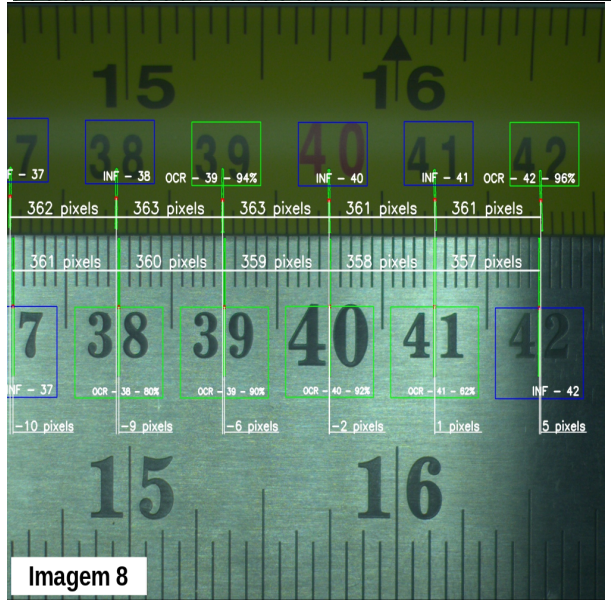 15 16
7 38 39 40 41 42
F - 37 INF - 38 OCR - 39 - 94% INF - 40 INF - 41 OCR - 42 - 96%
362 pixels 363 pixels 363 pixels 361 pixels 361 pixels
361 pixels 360 pixels 359 pixels 358 pixels 357 pixels
7 38 39 40 41 42
INF - 37 OCR - 38 - 80% OCR - 39 - 90% OCR - 40 - 92% OCR - 41 - 62% INF - 42
-10 pixels -9 pixels -6 pixels -2 pixels 1 pixels 5 pixels
15 16
Imagem 8